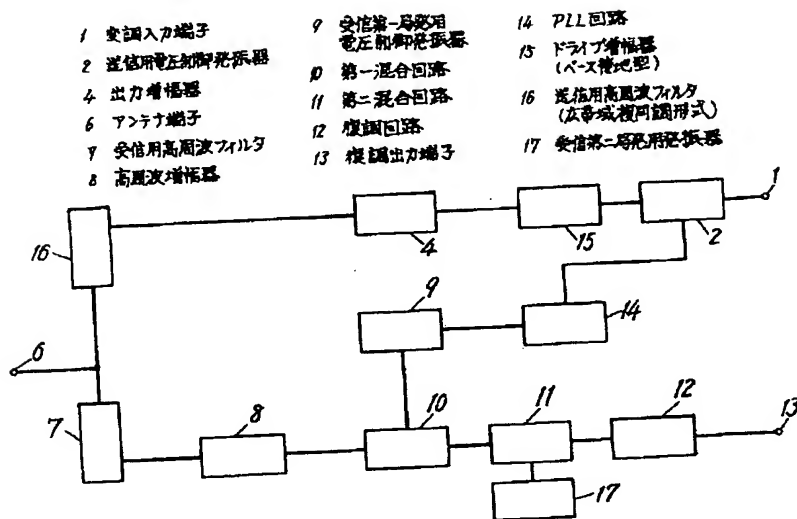 1 変調入力端子
2 送信用電圧制御発振器
4 出力増幅器
6 アンテナ端子
7 受信用高周波フィルタ
8 高周波増幅器
9 受信第一局発用
電圧制御発振器
10 第一混合回路
11 第二混合回路
12 復調回路
13 復調出力端子
14 PLL回路
15 ドライブ増幅器
(ベース接地型)
16 送信用高周波フィルタ
(広帯域複同調形式)
17 受信第二局発用発振器
1
16
4
15
2
9
14
6
7
8
10
11
12
13
17